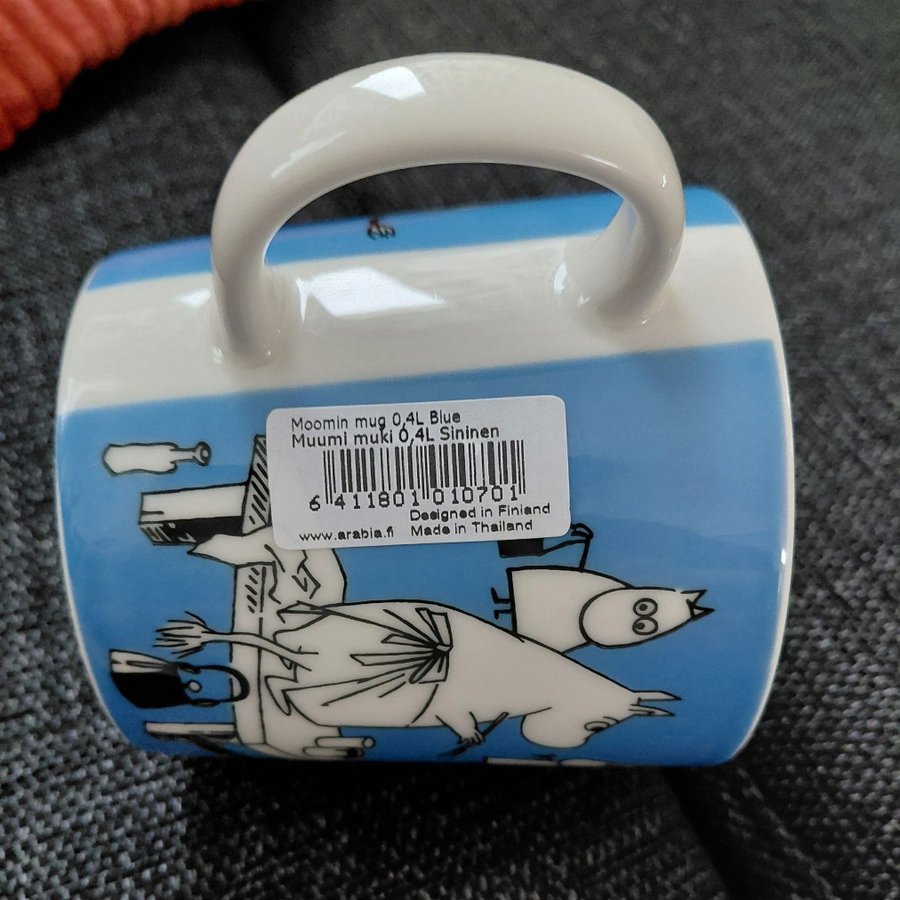 Moomin mug 0,4L Blue
Muumi muki 0,4L Sininen
6 411801 010701
Designed in Finland
www.arabia.fi Made in Thailand